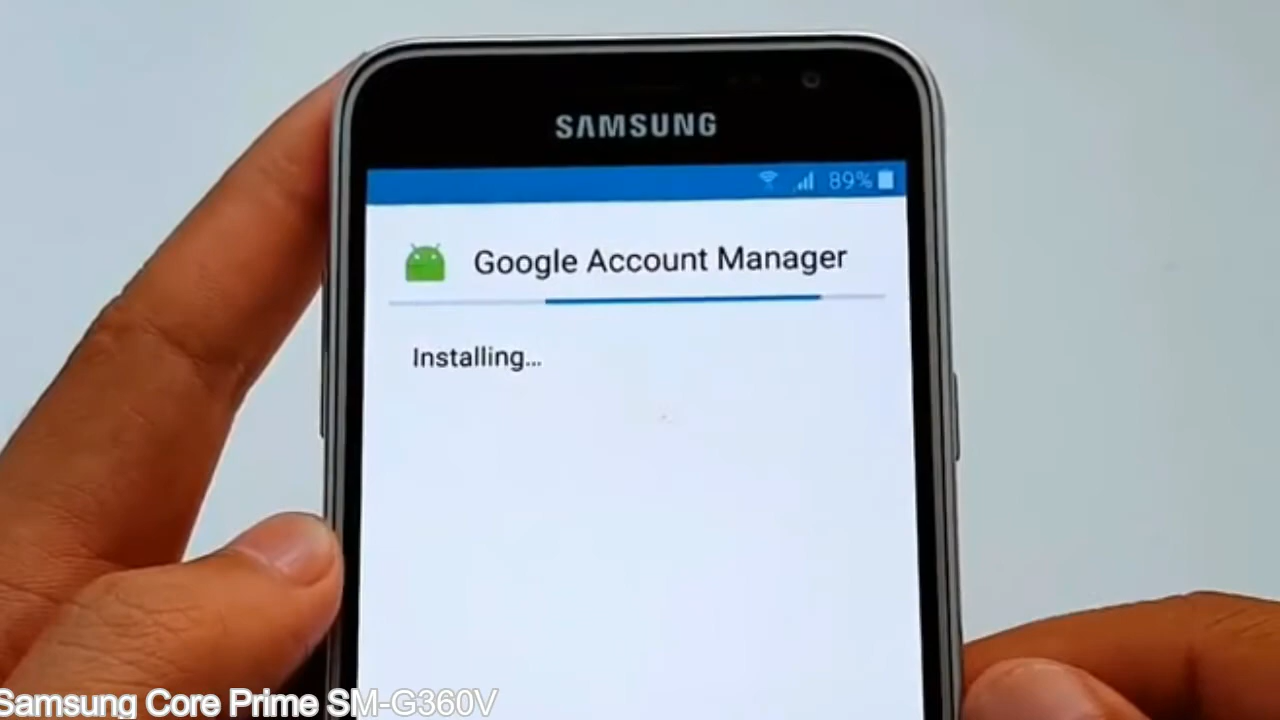 SAMSUNG
89%
Google Account Manager
Installing...
Samsung Core Prime SM-G360V